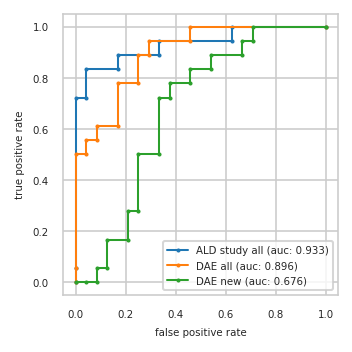 1.0
0.8
0.6
0.4
0.2
0.0
true positive rate
ALD study all (auc: 0.933)
DAE all (auc: 0.896)
DAE new (auc: 0.676)
0.0 0.2 0.4 0.6 0.8 1.0
false positive rate